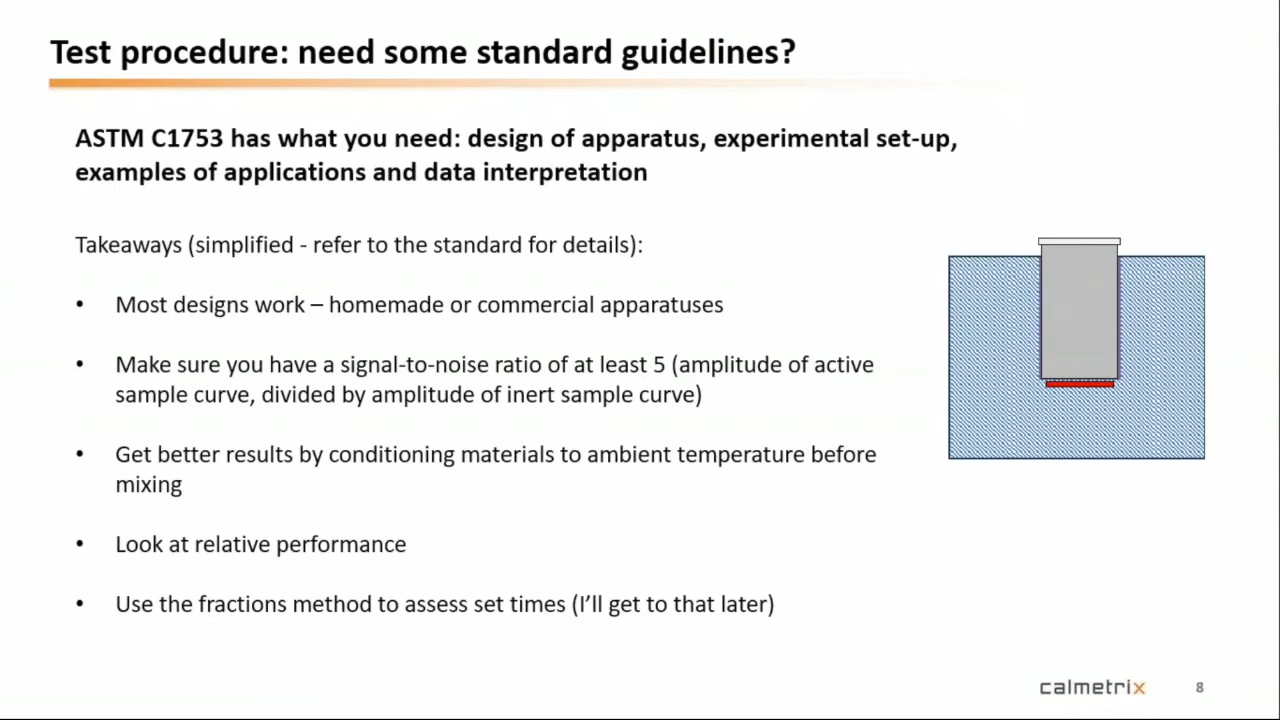 Test procedure: need some standard guidelines?
ASTM C1753 has what you need: design of apparatus, experimental set-up,
examples of applications and data interpretation
Takeaways (simplified - refer to the standard for details):
• Most designs work – homemade or commercial apparatuses
• Make sure you have a signal-to-noise ratio of at least 5 (amplitude of active
sample curve, divided by amplitude of inert sample curve)
• Get better results by conditioning materials to ambient temperature before
mixing
• Look at relative performance
• Use the fractions method to assess set times (I’ll get to that later)
calmetrix 8